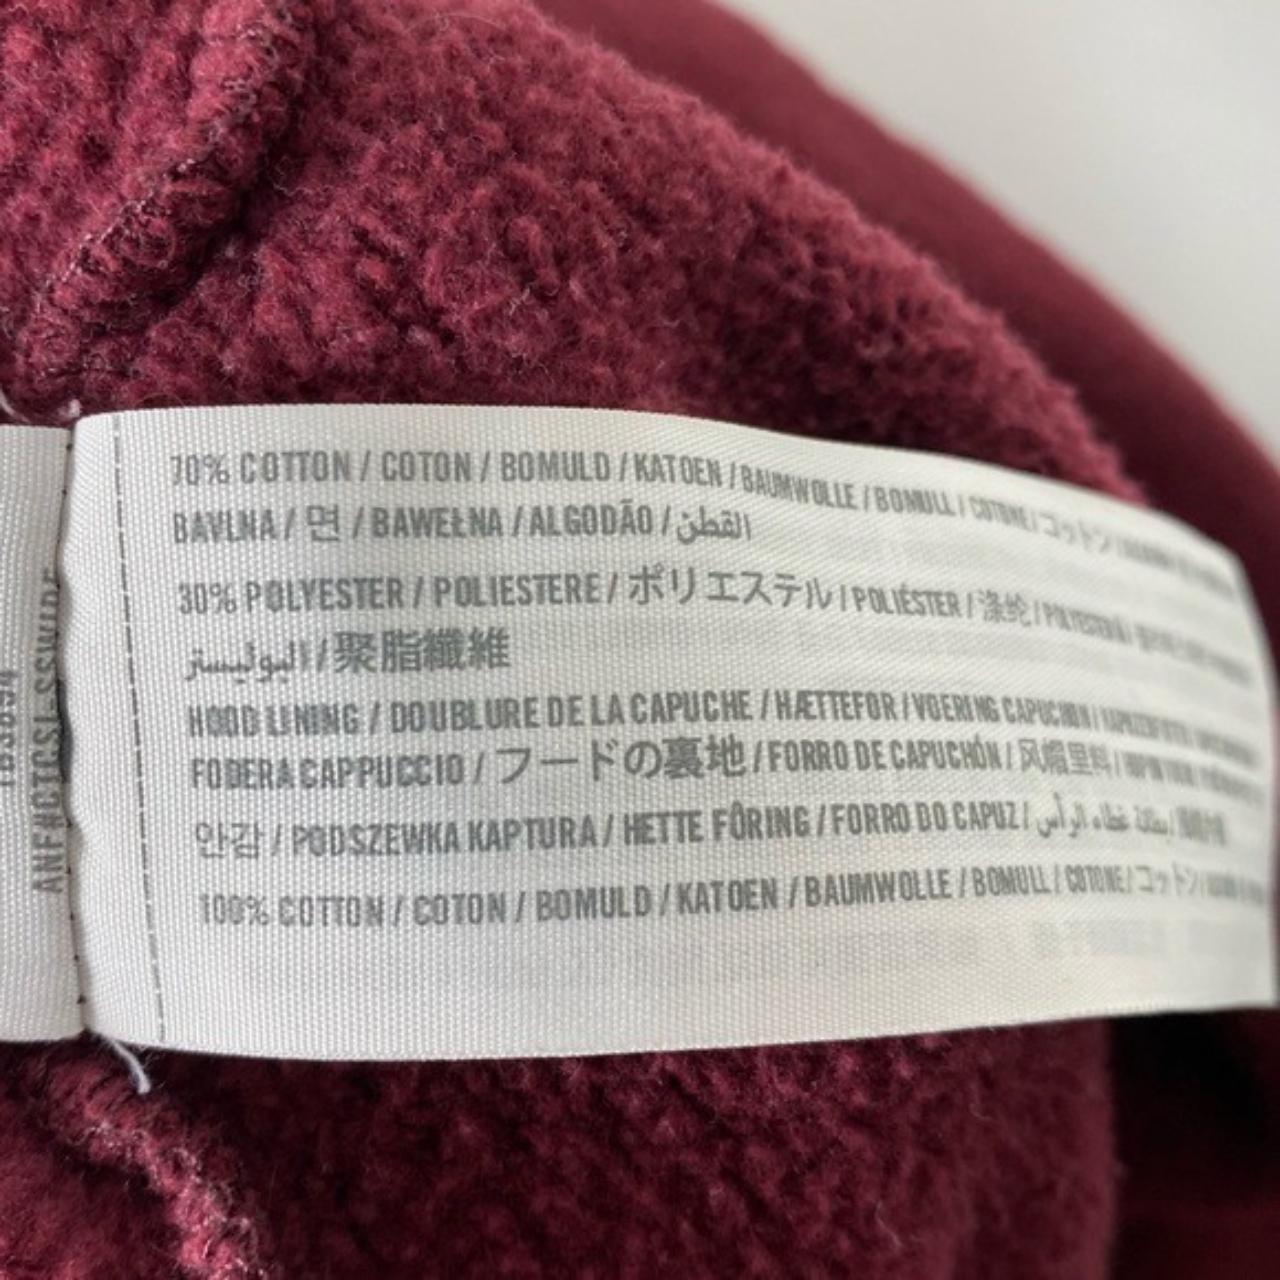 70% COTTON / COTON / BOMULD / KATOEN / BAUMWOLLE / BOMULL / COTONE / コットン /
BAVLNA / 면 / BAWEŁNA / ALGODÃO / القطن
30% POLYESTER / POLIESTERE / ポリエステル / POLIÉSTER / 涤纶 /
البوليستر / 聚脂纖維
HOOD LINING / DOUBLURE DE LA CAPUCHE / HÆTTEFOR / VOERING CAPUCHON /
FODERA CAPPUCCIO / フードの裏地 / FORRO DE CAPUCHÓN / 风帽里料 /
안감 / PODSZEWKA KAPTURA / HETTE FÔRING / FORRO DO CAPUZ / بطانة غطاء الرأس /
100% COTTON / COTON / BOMULD / KATOEN / BAUMWOLLE / BOMULL / COTONE / コットン /